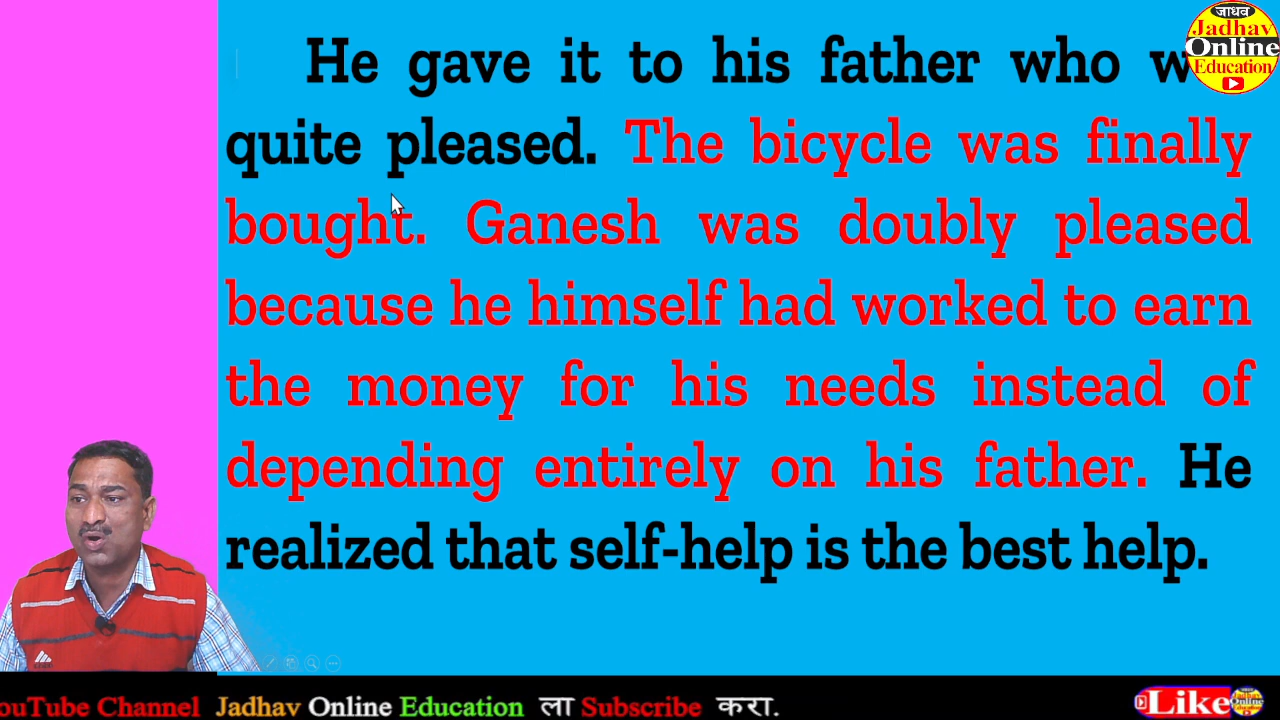 जाधव
Jadhav
Online
Education
He gave it to his father who
quite pleased. The bicycle was finally
bought. Ganesh was doubly pleased
because he himself had worked to earn
the money for his needs instead of
depending entirely on his father. He
realized that self-help is the best help.
ouTube Channel Jadhav Online Education ला Subscribe करा.
Like